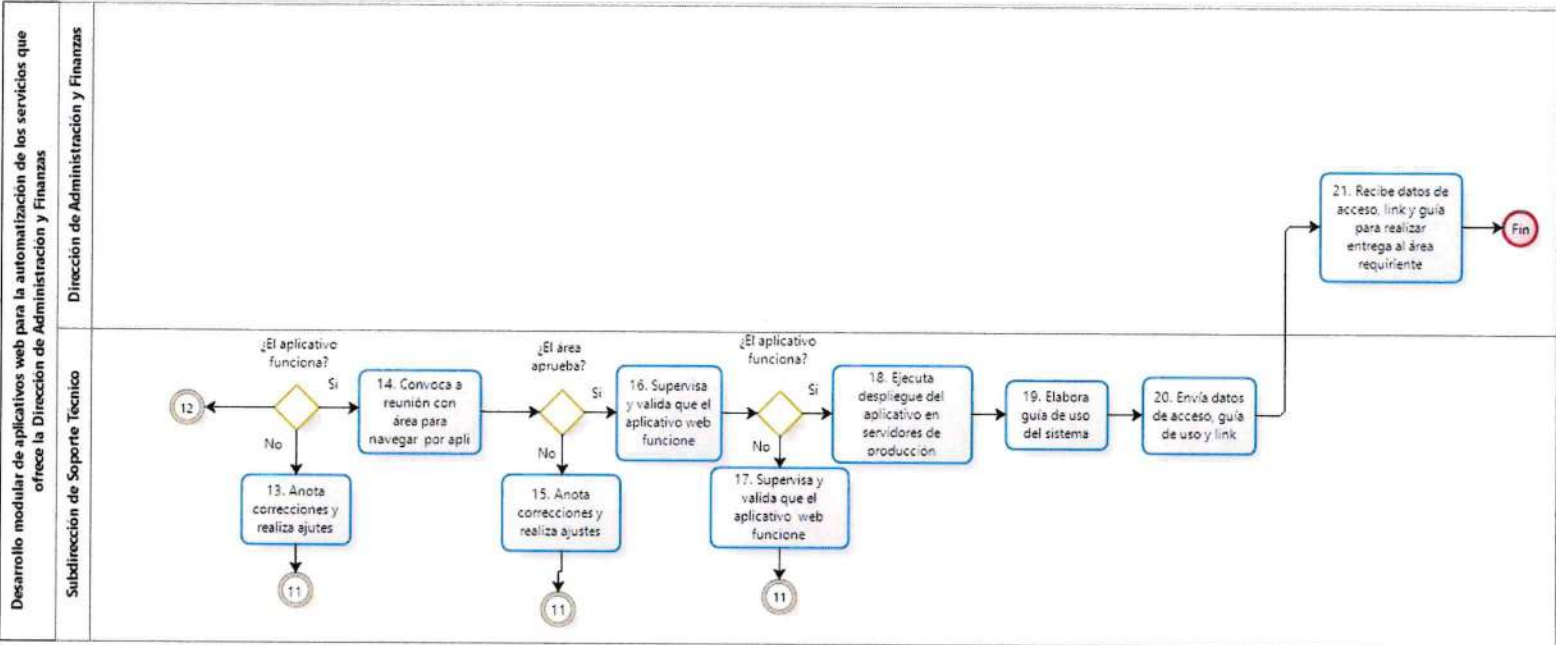 Desarrollo modular de aplicativos web para la automatización de los servicios que
ofrece la Dirección de Administración y Finanzas
Dirección de Administración y Finanzas
21. Recibe datos de
acceso, link y guía
para realizar
entrega al área
requiriente
Fin
Subdirección de Soporte Técnico
12
¿El aplicativo
funciona?
Si
No
13. Anota
correcciones y
realiza ajutes
11
14. Convoca a
reunión con
área para
navegar por apli
¿El área
aprueba?
Si
No
15. Anota
correcciones y
realiza ajustes
11
16. Supervisa
y valida que el
aplicativo web
funcione
¿El aplicativo
funciona?
Si
No
17. Supervisa y
valida que el
aplicativo web
funcione
11
18. Ejecuta
despliegue del
aplicativo en
servidores de
producción
19. Elabora
guía de uso
del sistema
20. Envía datos
de acceso, guía
de uso y link